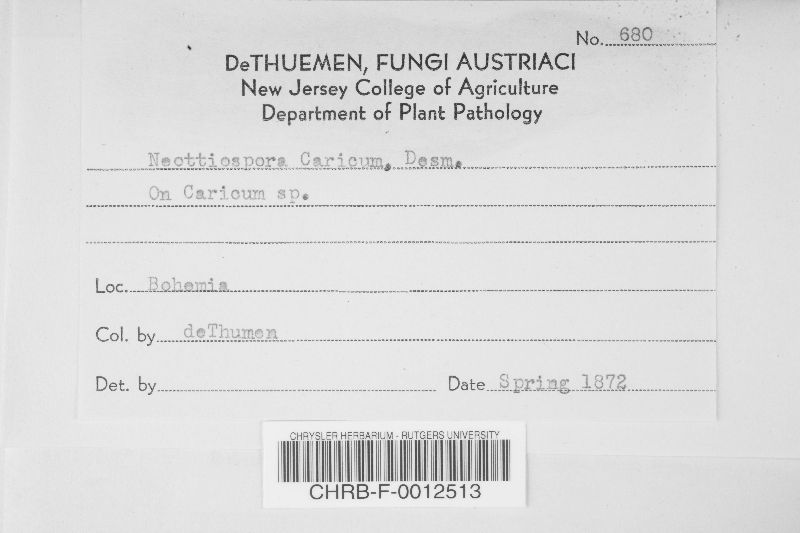 No. 680
DeTHUEMEN, FUNGI AUSTRIACI
New Jersey College of Agriculture
Department of Plant Pathology
Neottiospora Caricum, Desm.
On Caricum sp.
Loc. Bohemia
Col. by deThumen
Det. by
Date Spring 1872
CHRYSLER HERBARIUM - RUTGERS UNIVERSITY
CHRB-F-0012513